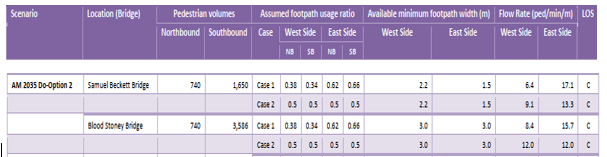 Scenario Location (Bridge) Pedestrian volumes Assumed footpath usage ratio Available minimum footpath width (m) Flow Rate (ped/min/m) LOS
Northbound Southbound Case West Side East Side West Side East Side West Side East Side
NB SB NB SB
AM 2035 Do-Option 2 Samuel Beckett Bridge 740 1,650 Case 1 0.38 0.34 0.62 0.66 2.2 1.5 6.4 17.1 C
Case 2 0.5 0.5 0.5 0.5 2.2 1.5 9.1 13.3 C
Blood Stoney Bridge 740 3,586 Case 1 0.38 0.34 0.62 0.66 3.0 3.0 8.4 15.7 C
Case 2 0.5 0.5 0.5 0.5 3.0 3.0 12.0 12.0 C